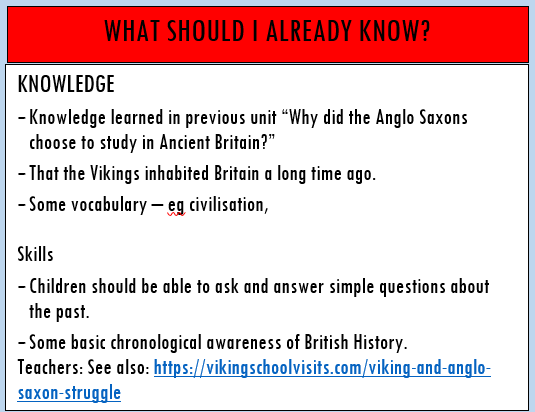 WHAT SHOULD I ALREADY KNOW?
KNOWLEDGE
– Knowledge learned in previous unit “Why did the Anglo Saxons
choose to study in Ancient Britain?”
– That the Vikings inhabited Britain a long time ago.
– Some vocabulary – eg civilisation,
Skills
– Children should be able to ask and answer simple questions about
the past.
– Some basic chronological awareness of British History.
Teachers: See also: https://vikingschoolvisits.com/viking-and-anglo-
saxon-struggle